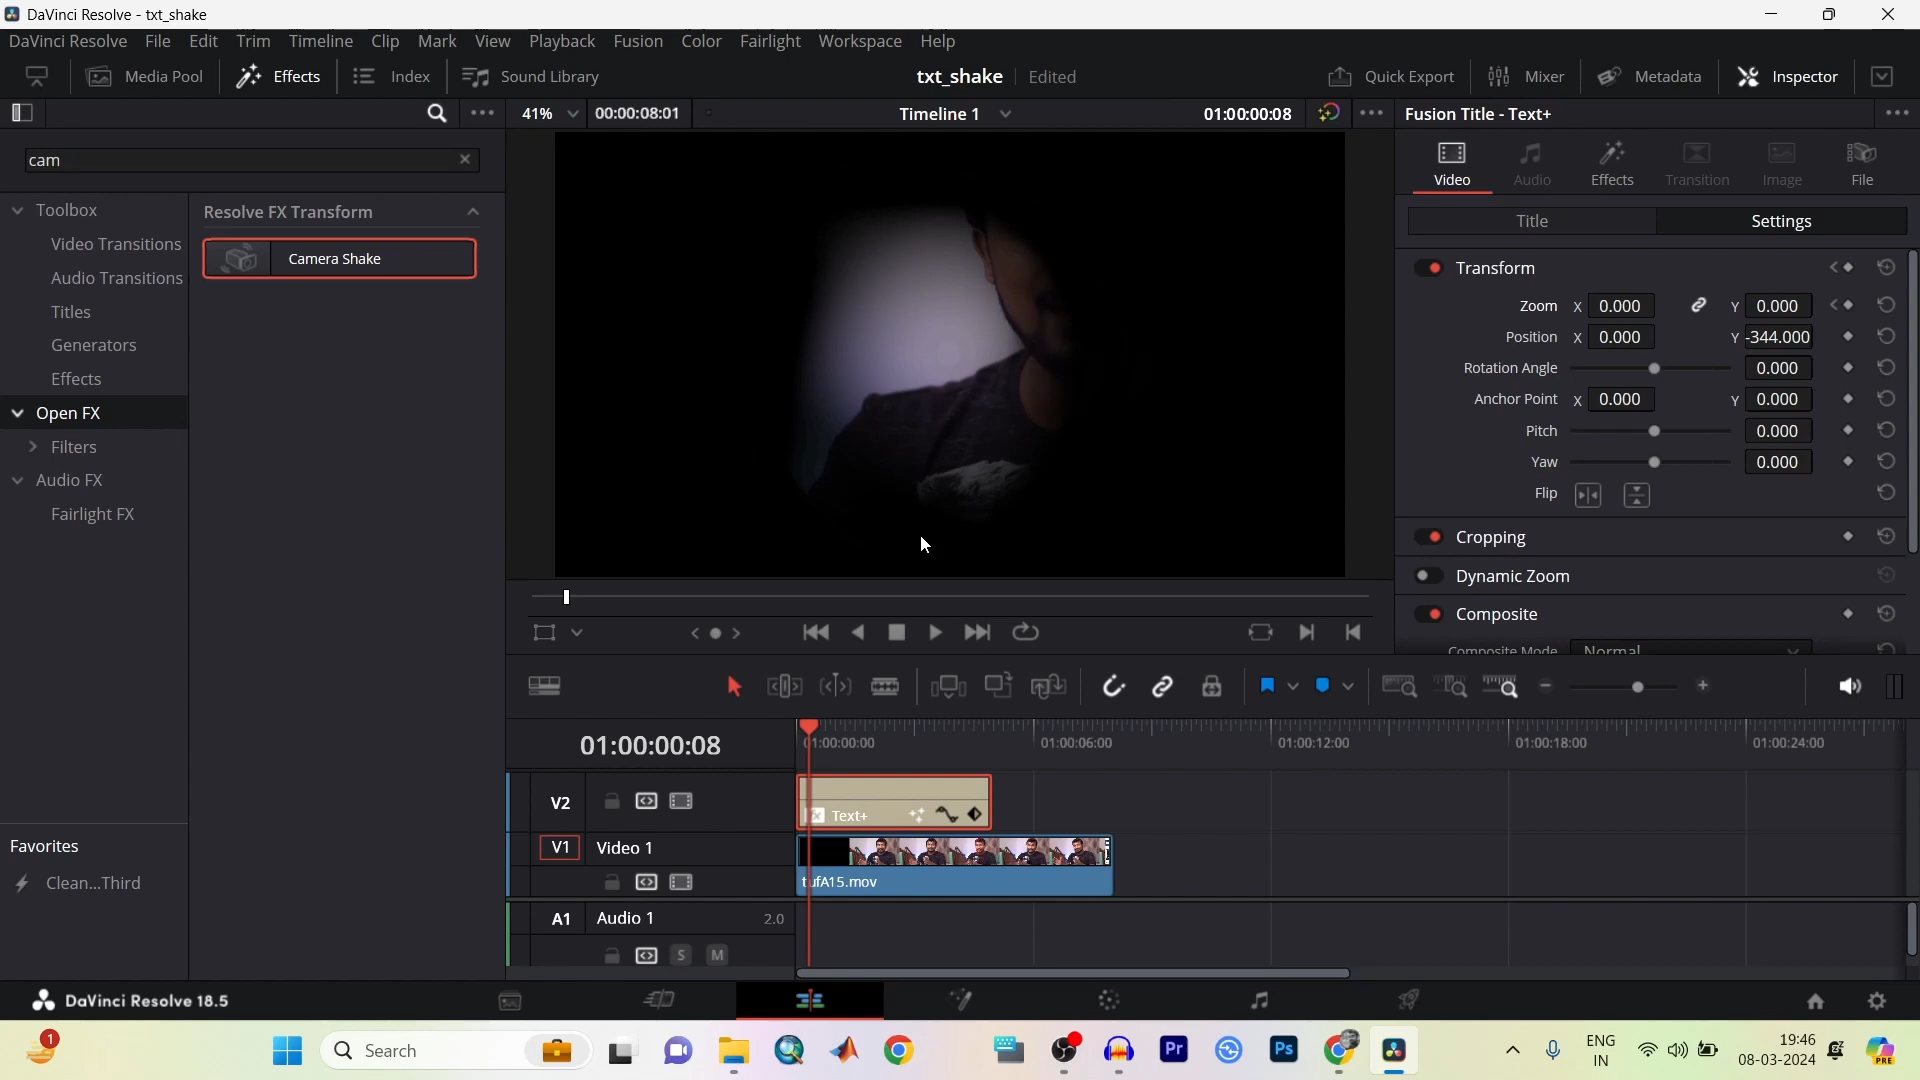 DaVinci Resolve - txt_shake
DaVinci Resolve File Edit Trim Timeline Clip Mark View Playback Fusion Color Fairlight Workspace Help
Media Pool Effects Index Sound Library txt_shake Edited Quick Export Mixer Metadata Inspector
41% 00:00:08:01 Timeline 1 01:00:00:08 Fusion Title - Text+
cam
Video Audio Effects Transition Image File
Toolbox
Resolve FX Transform
Title Settings
Video Transitions
Camera Shake
Audio Transitions
Titles
Generators
Effects
Open FX
Filters
Audio FX
Fairlight FX
Transform
Zoom X 0.000 Y 0.000
Position X 0.000 Y -344.000
Rotation Angle 0.000
Anchor Point X 0.000 Y 0.000
Pitch 0.000
Yaw 0.000
Flip
Cropping
Dynamic Zoom
Composite
Composite Mode Normal
01:00:00:08
01:00:00:00 01:00:06:00 01:00:12:00 01:00:18:00 01:00:24:00
V2
Text+
V1 Video 1
tufA15.mov
A1 Audio 1 2.0
S M
Favorites
Clean...Third
DaVinci Resolve 18.5
1
Search
Pr
Ps
ENG
IN
19:46
08-03-2024
PRE